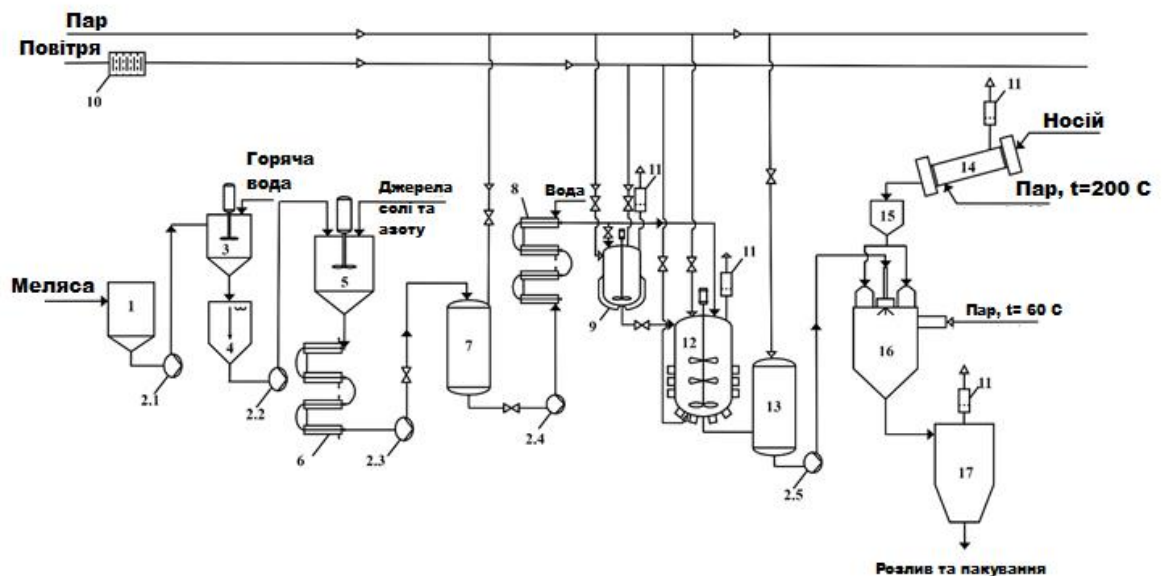 Пар
Повітря
10
11
Носій
14
Пар, t=200 C
Горяча
вода
Джерела
солі та
азоту
8
Вода
11
15
3
5
Меляса
1
4
9
11
12
Пар, t= 60 C
16
7
2.1
2.2
6
2.3
2.4
13
2.5
11
17
Розлив та пакування